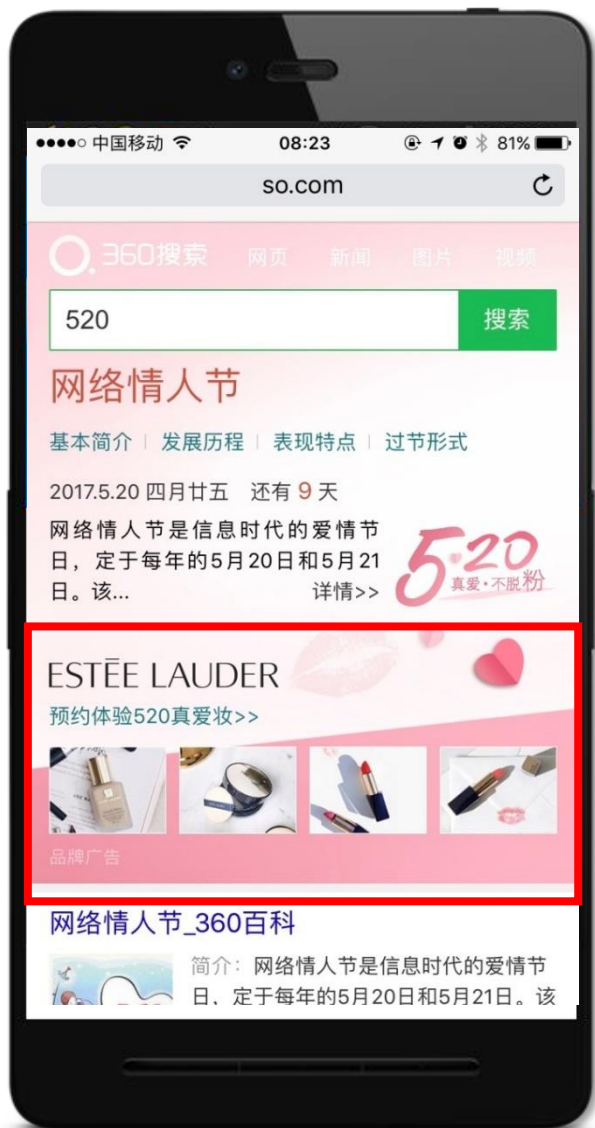 中国移动 08:23 81%
so.com
360搜索 网页 新闻 图片 视频
520 搜索
网络情人节
基本简介 发展历程 表现特点 过节形式
2017.5.20 四月廿五 还有 9 天
网络情人节是信息时代的爱情节
日，定于每年的5月20日和5月21
日。该... 详情>>
5·20
真爱·不脱粉
ESTĒE LAUDER
预约体验520真爱妆>>
品牌广告
网络情人节_360百科
简介：网络情人节是信息时代的爱情节
日，定于每年的5月20日和5月21日。该